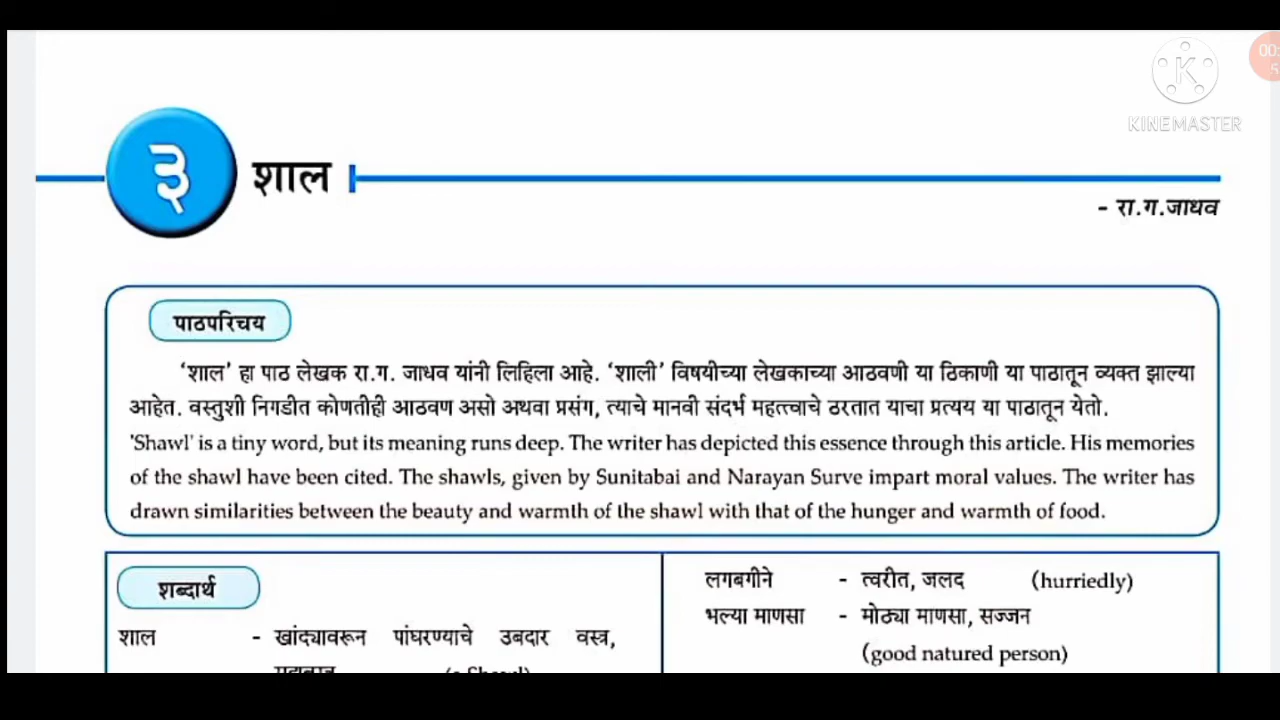 KINEMASTER
३ शाल
- रा.ग.जाधव
पाठपरिचय
'शाल' हा पाठ लेखक रा.ग. जाधव यांनी लिहिला आहे. 'शाली' विषयीच्या लेखकाच्या आठवणी या ठिकाणी या पाठातून व्यक्त झाल्या
आहेत. वस्तुशी निगडीत कोणतीही आठवण असो अथवा प्रसंग, त्याचे मानवी संदर्भ महत्त्वाचे ठरतात याचा प्रत्यय या पाठातून येतो.
'Shawl' is a tiny word, but its meaning runs deep. The writer has depicted this essence through this article. His memories
of the shawl have been cited. The shawls, given by Sunitabai and Narayan Surve impart moral values. The writer has
drawn similarities between the beauty and warmth of the shawl with that of the hunger and warmth of food.
शब्दार्थ
शाल - खांद्यावरून पांघरण्याचे उबदार वस्त्र,
(a Shawl)
लगबगीने - त्वरीत, जलद (hurriedly)
भल्या माणसा - मोठ्या माणसा, सज्जन
(good natured person)